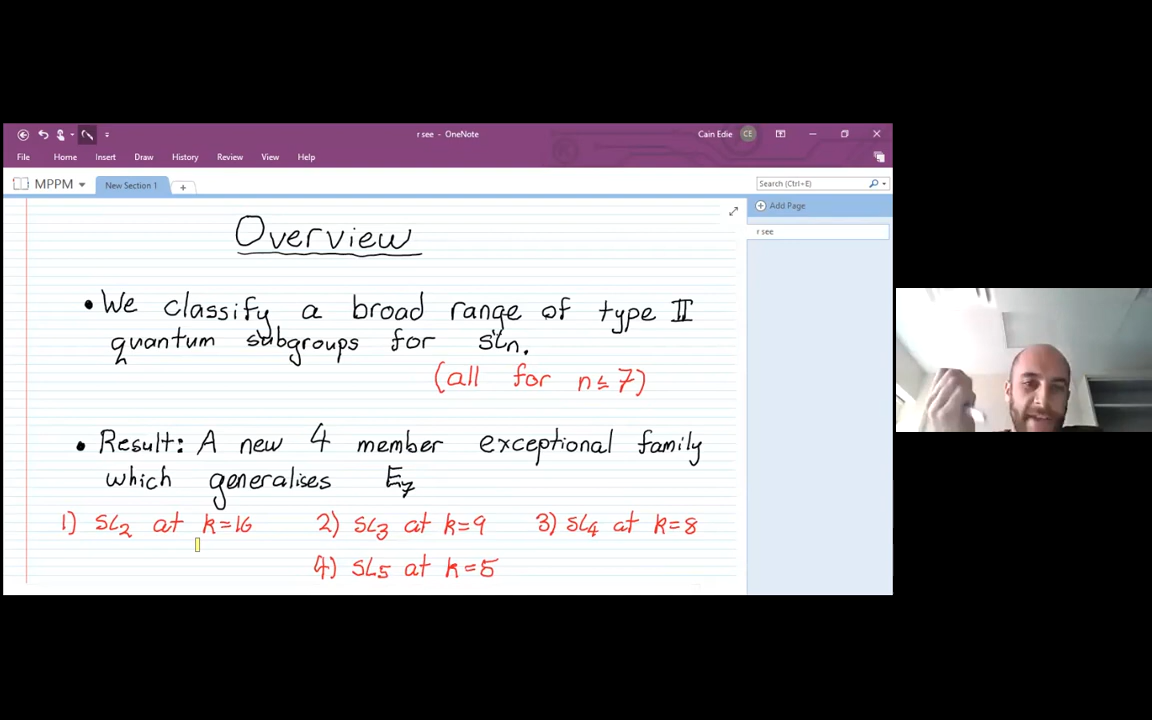 r see - OneNote
Cain Edie CE
File Home Insert Draw History Review View Help
MPPM New Section 1
Search (Ctrl+E)
Add Page
r see
Overview
• We classify a broad range of type II
quantum subgroups for sLn.
(all for n ≤ 7)
• Result: A new 4 member exceptional family
which generalises E7
1) sL2 at k=16 2) sL3 at k=9 3) sL4 at k=8
4) sL5 at k=5